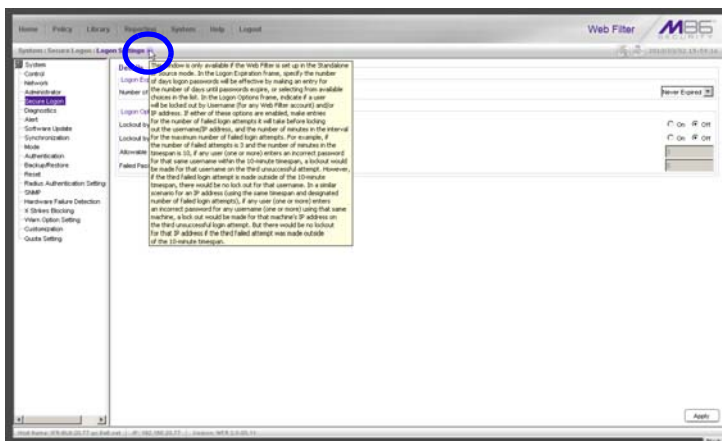 Home Policy Library Reporting System Help Logout
Web Filter
M86
SECURITY
System : Secure Logon : Logon Settings
System
Control
Network
Administrator
Secure Logon
Diagnostics
Alert
Software Update
Synchronization
Mode
Authentication
Backup/Restore
Reset
Radius Authentication Setting
SNMP
Hardware Failure Detection
X Strikes Blocking
Warn Option Setting
Customization
Quota Setting
Logon Exp
Number of
Never Expired
Logon Opt
Lockout by
On Off
Lockout by
On Off
Allowable
Failed Pass
window is only available if the Web Filter is set up in the Standalone
Source mode. In the Logon Expiration frame, specify the number
of days logon passwords will be effective by making an entry for
the number of days until passwords expire, or selecting from available
choices in the list. In the Logon Options frame, indicate if a user
will be locked out by Username (for any Web Filter account) and/or
IP address. If either of these options are enabled, make entries
for the number of failed login attempts it will take before locking
out the username/IP address, and the number of minutes in the interval
for the maximum number of failed login attempts. For example, if
the number of failed attempts is 3 and the number of minutes in the
timespan is 10, if any user (one or more) enters an incorrect password
for that same username within the 10-minute timespan, a lockout would
be made for that username on the third unsuccessful attempt. However,
if the third failed login attempt is made outside of the 10-minute
timespan, there would be no lock out for that username. In a similar
scenario for an IP address (using the same timespan and designated
number of failed login attempts), if any user (one or more) enters
an incorrect password for any username (one or more) using that same
machine, a lock out would be made for that machine's IP address on
the third unsuccessful login attempt. But there would be no lockout
for that IP address if the third failed attempt was made outside
of the 10-minute timespan.
Apply